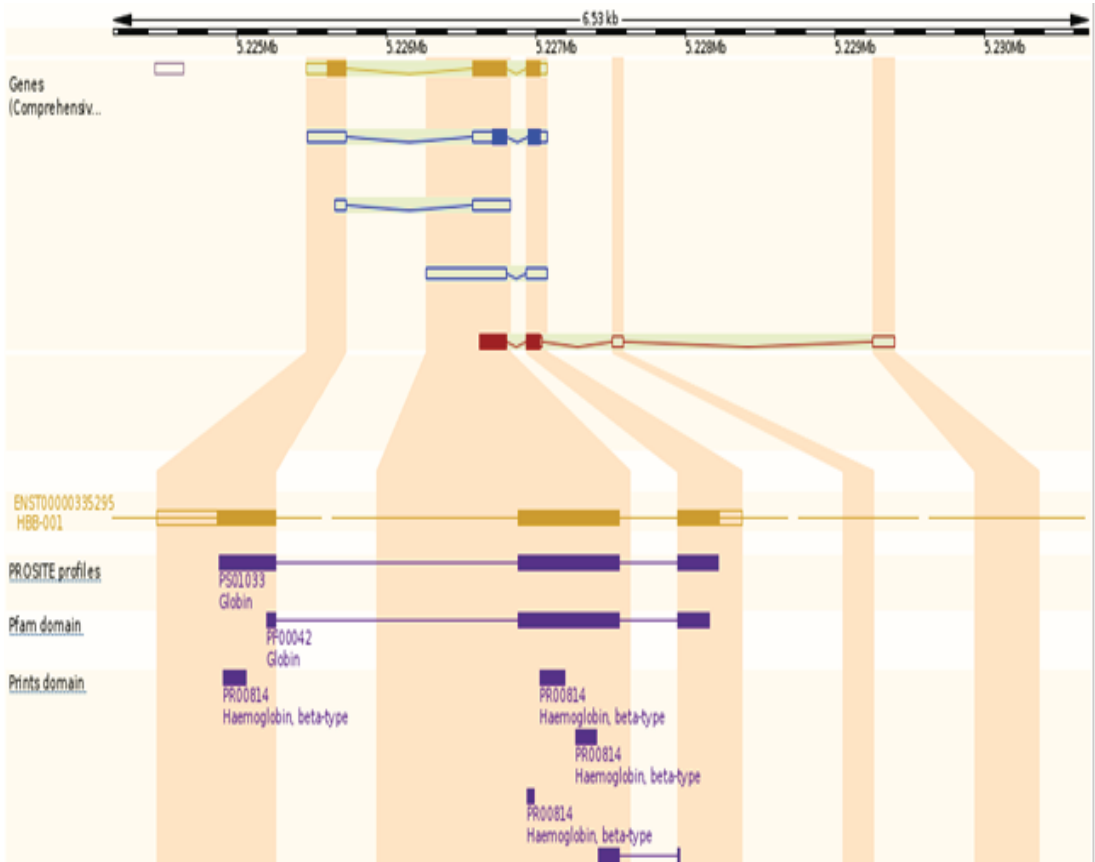 6.53 kb
5.225Mb 5.226Mb 5.227Mb 5.228Mb 5.229Mb 5.230Mb
Genes
(Comprehensiv...
ENST00000335295
HBB-001
PROSITE profiles
PS01033
Globin
Pfam domain
PF00042
Globin
Prints domain
PR00814 PR00814
Haemoglobin, beta-type Haemoglobin, beta-type
PR00814
Haemoglobin, beta-type
PR00814
Haemoglobin, beta-type